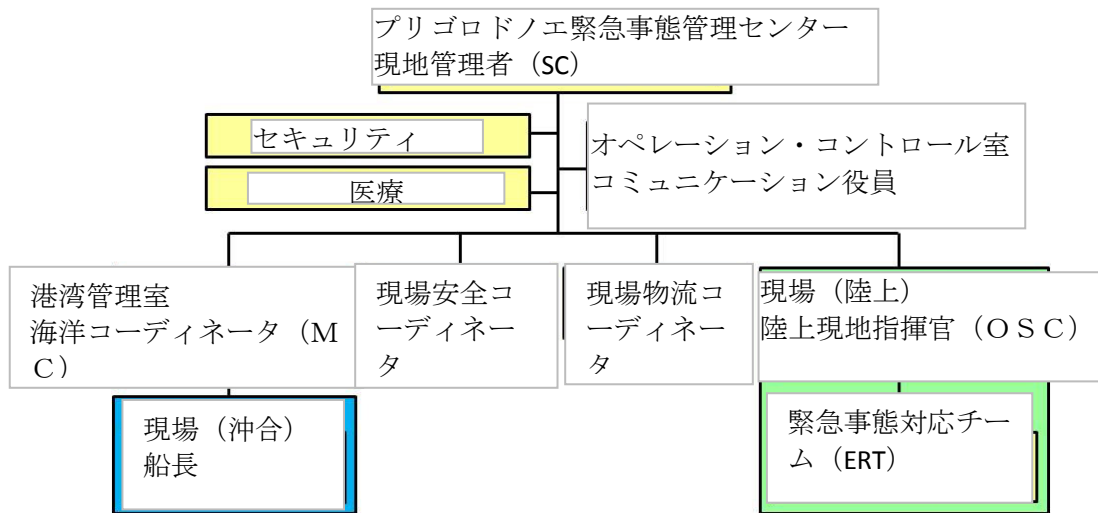 プリゴロドノエ緊急事態管理センター
現地管理者（SC）
セキュリティ
医療
オペレーション・コントロール室
コミュニケーション役員
港湾管理室
海洋コーディネータ（Ｍ
Ｃ）
現場安全コ
ーディネー
タ
現場物流コ
ーディネー
タ
現場（陸上）
陸上現地指揮官（ＯＳＣ）
現場（沖合）
船長
緊急事態対応チー
ム（ERT）